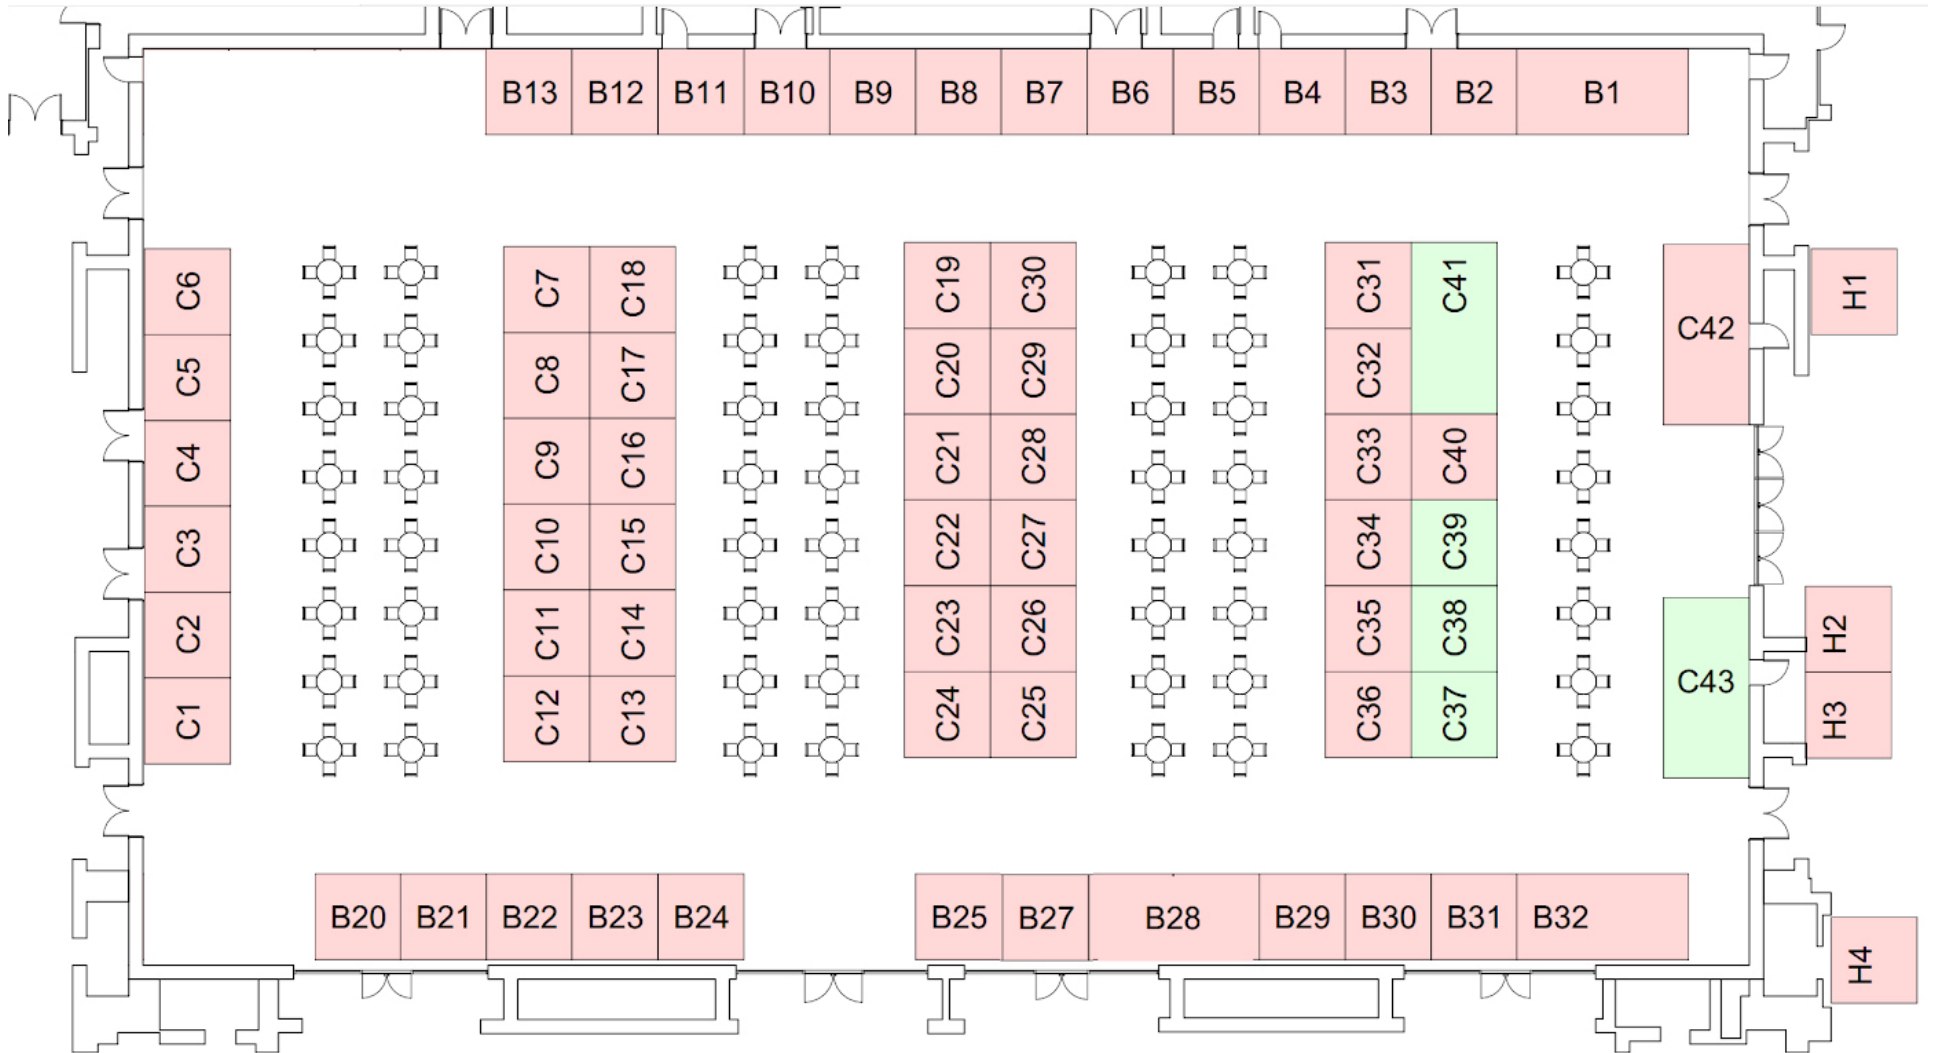 B13 B12 B11 B10 B9 B8 B7 B6 B5 B4 B3 B2 B1
C6 C7 C18 C19 C30 C31 C41 C42 H1
C5 C8 C17 C20 C29 C32
C4 C9 C16 C21 C28 C33 C40
C3 C10 C15 C22 C27 C34 C39
C2 C11 C14 C23 C26 C35 C38 C43 H2
C1 C12 C13 C24 C25 C36 C37 H3
B20 B21 B22 B23 B24 B25 B27 B28 B29 B30 B31 B32
H4